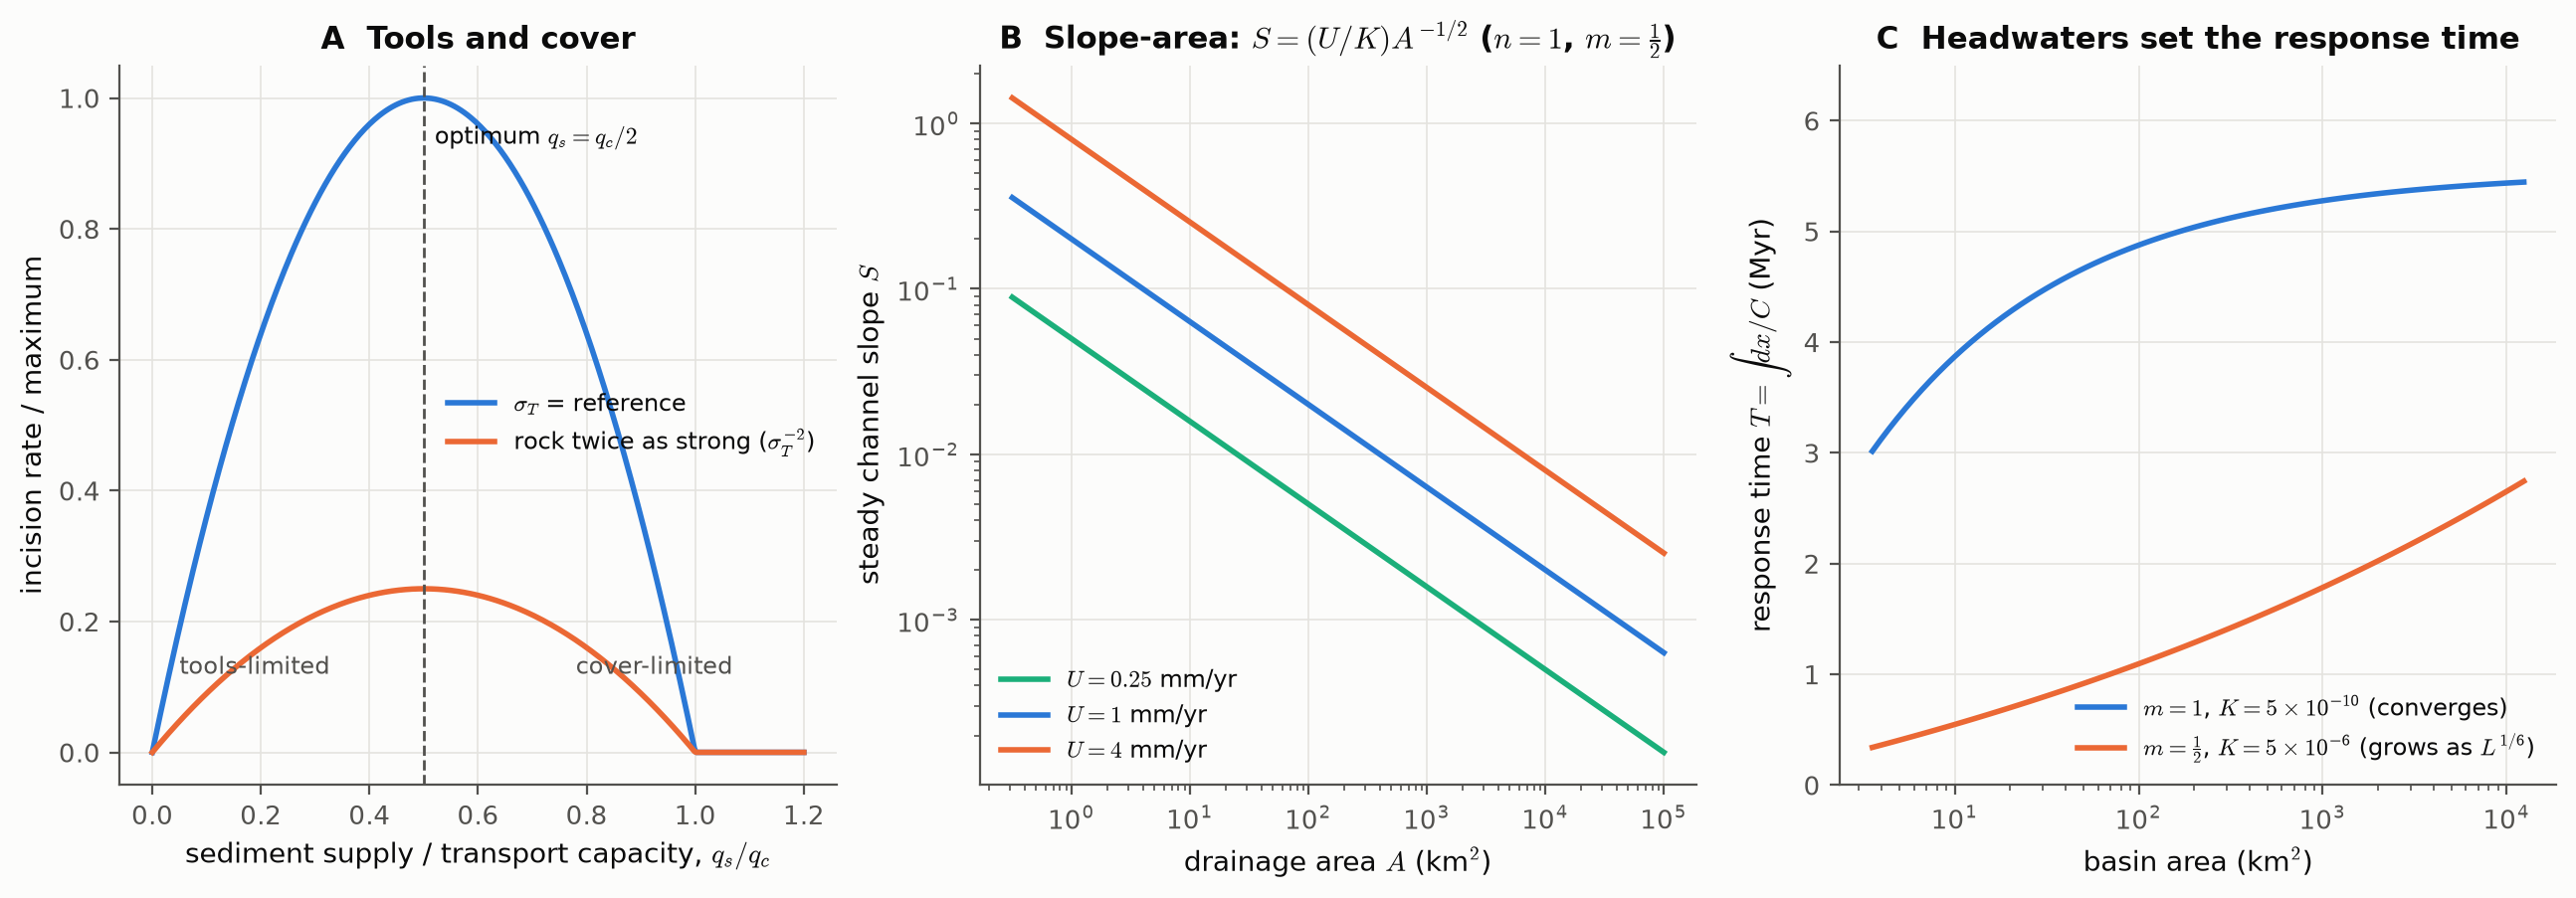 A Tools and cover
1.0
0.8
0.6
0.4
0.2
0.0
incision rate / maximum
optimum q_s = q_c/2
σ_T = reference
rock twice as strong (σ_T^{-2})
tools-limited
cover-limited
0.0 0.2 0.4 0.6 0.8 1.0 1.2
sediment supply / transport capacity, q_s/q_c
B Slope-area: S = (U/K)A^{-1/2} (n = 1, m = 1/2)
10^0
10^{-1}
10^{-2}
10^{-3}
steady channel slope S
U = 0.25 mm/yr
U = 1 mm/yr
U = 4 mm/yr
10^0 10^1 10^2 10^3 10^4 10^5
drainage area A (km²)
C Headwaters set the response time
6
5
4
3
2
1
0
response time T = ∫dx/C (Myr)
m = 1, K = 5 × 10^{-10} (converges)
m = 1/2, K = 5 × 10^{-6} (grows as L^{1/6})
10^1 10^2 10^3 10^4
basin area (km²)